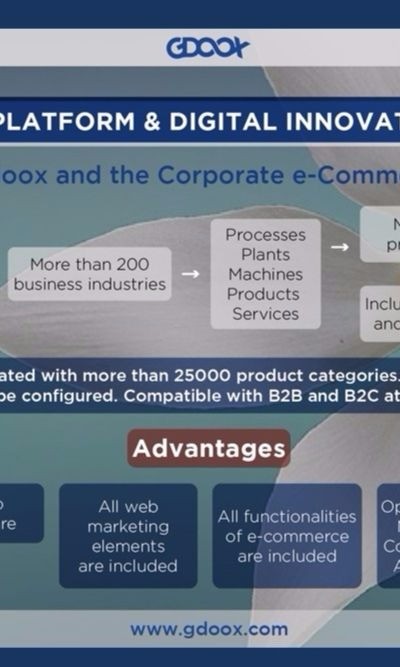 GDOOX
PLATFORM & DIGITAL INNOVAT
oox and the Corporate e-Comm
More than 200
business industries
→
Processes
Plants
Machines
Products
Services
→
pr
Inclu
and
ated with more than 25000 product categories.
be configured. Compatible with B2B and B2C at
Advantages
re
All web
marketing
elements
are included
All functionalities
of e-commerce
are included
Op
Co
A
www.gdoox.com